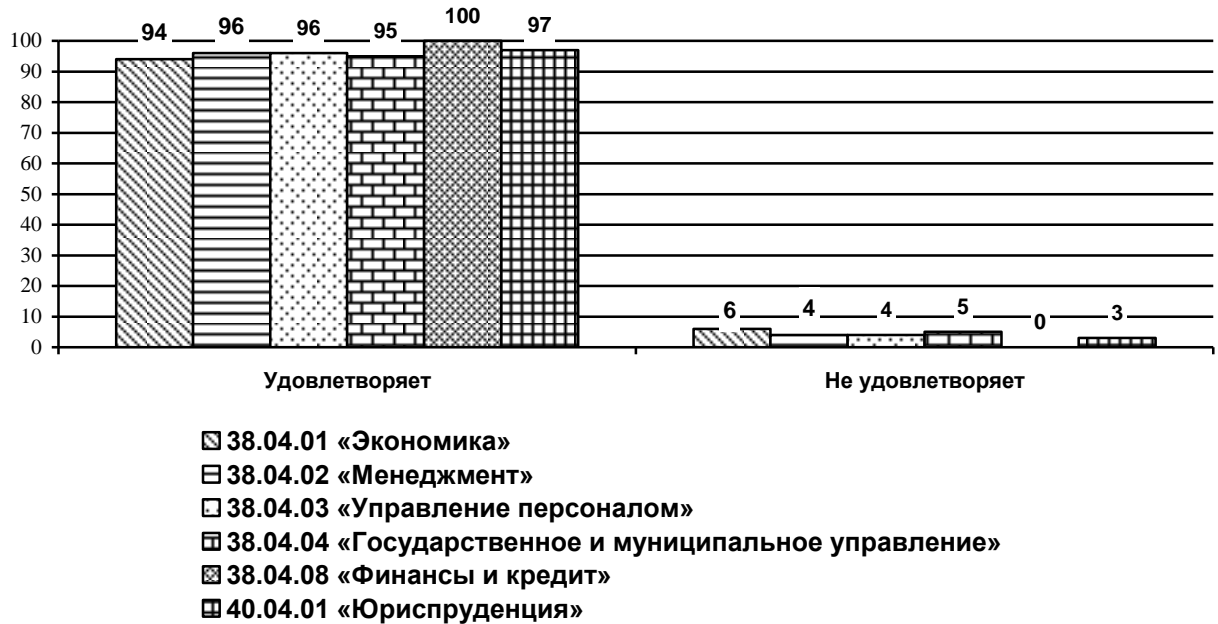 94 96 96 95 100 97
100
90
80
70
60
50
40
30
20
10
0
6 4 4 5 0 3
Удовлетворяет Не удовлетворяет
38.04.01 «Экономика»
38.04.02 «Менеджмент»
38.04.03 «Управление персоналом»
38.04.04 «Государственное и муниципальное управление»
38.04.08 «Финансы и кредит»
40.04.01 «Юриспруденция»